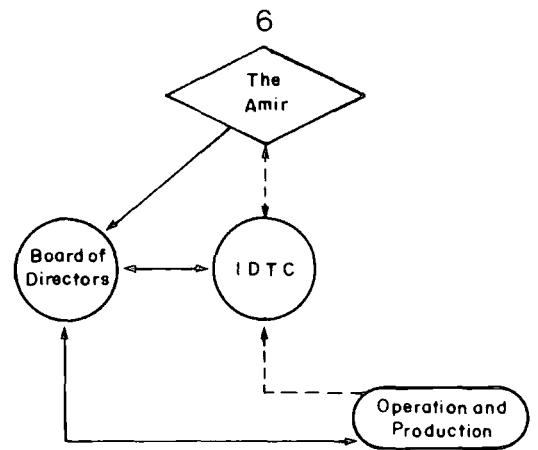 6
The
Amir
Board of
Directors
IDTC
Operation and
Production